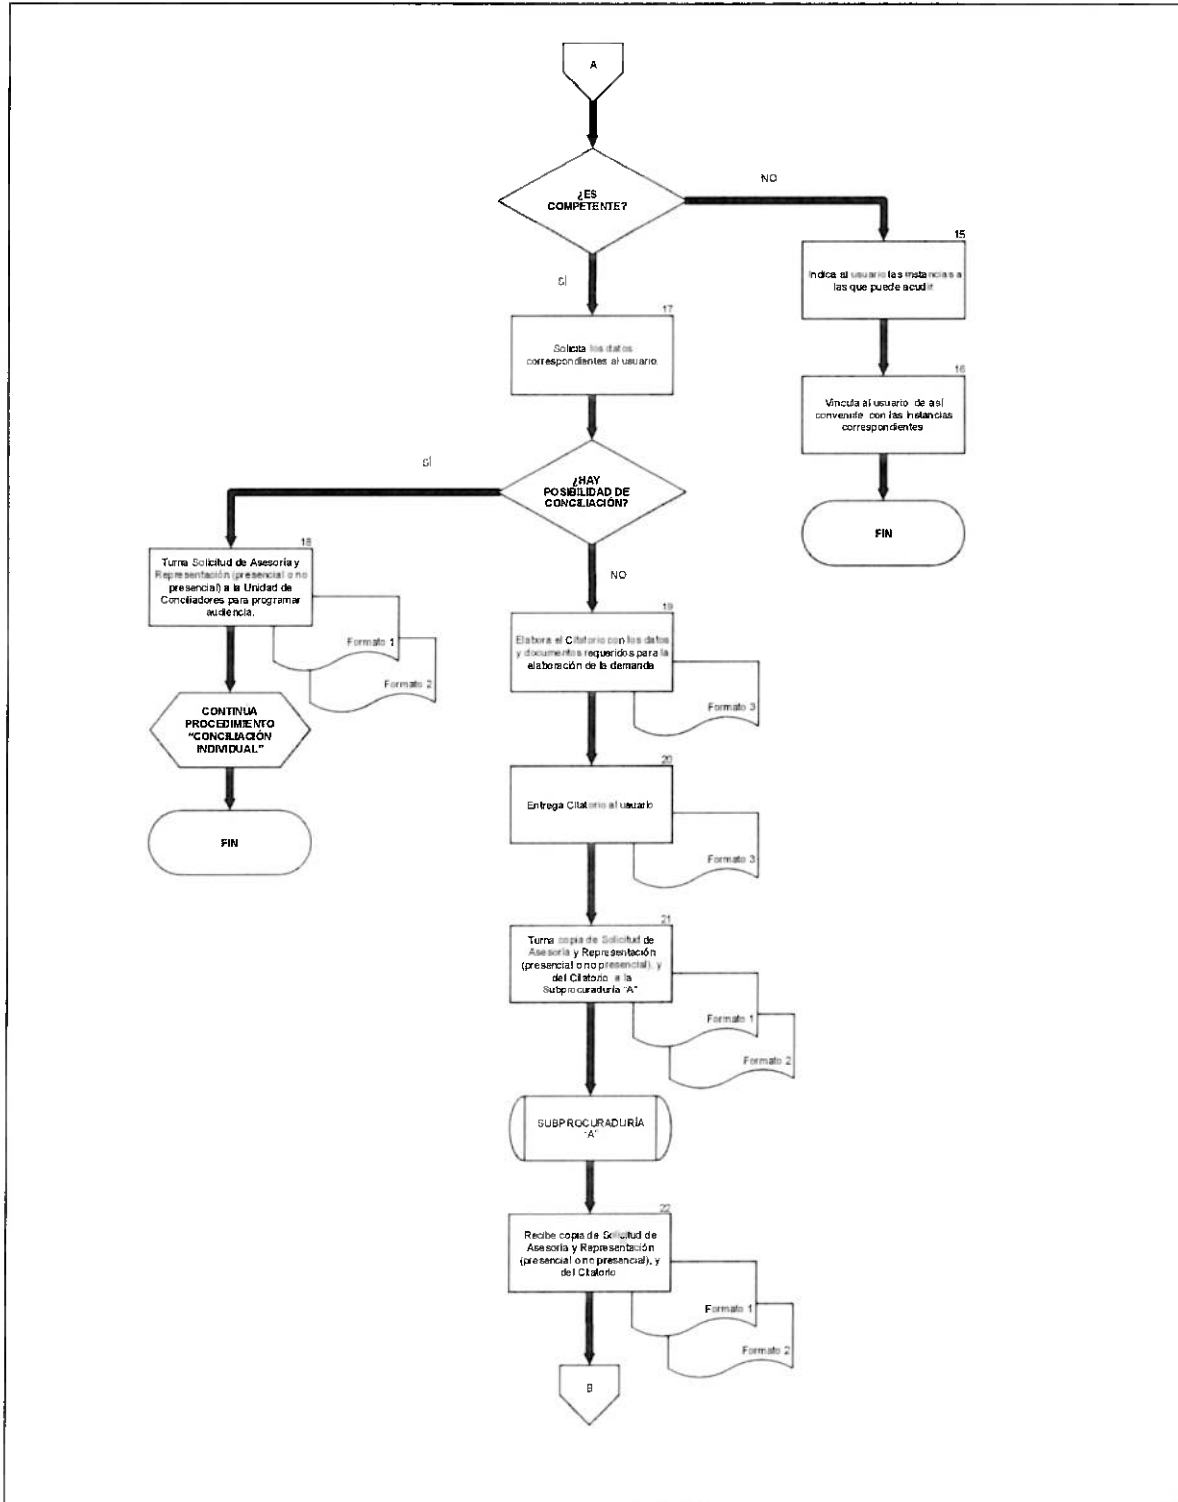 A
¿ES
COMPETENTE?
NO
SÍ
15
Indica al usuario las instancias a
las que puede acudir
17
Solicita los datos
correspondientes al usuario.
16
Vincula al usuario de así
convenirle con las instancias
correspondientes
FIN
¿HAY
POSIBILIDAD DE
CONCILIACIÓN?
SÍ
NO
18
Turna Solicitud de Asesoría y
Representación (presencial o no
presencial) a la Unidad de
Conciliadores para programar
audiencia.
Formato 1
Formato 2
CONTINUA
PROCEDIMIENTO
“CONCILIACIÓN
INDIVIDUAL”
FIN
19
Elabora el Citatorio con los datos
y documentos requeridos para la
elaboración de la demanda
Formato 3
20
Entrega Citatorio al usuario
Formato 3
21
Turna copia de Solicitud de
Asesoría y Representación
(presencial o no presencial), y
del Citatorio a la
Subprocuraduría “A”
Formato 1
Formato 2
SUBPROCURADURÍA
“A”
22
Recibe copia de Solicitud de
Asesoría y Representación
(presencial o no presencial), y
del Citatorio
Formato 1
Formato 2
B